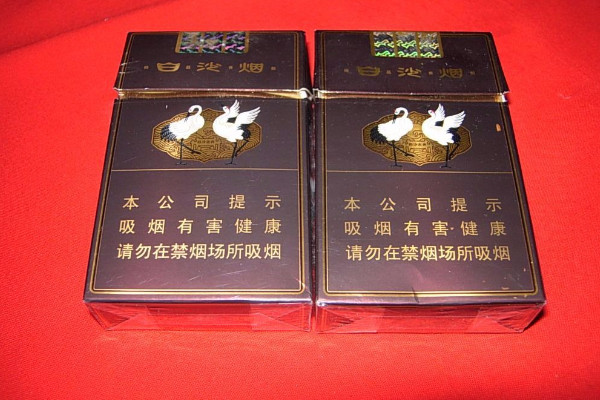 白沙烟
本公司提示
吸烟有害健康
请勿在禁烟场所吸烟
白沙烟
本公司提示
吸烟有害·健康
请勿在禁烟场所吸烟